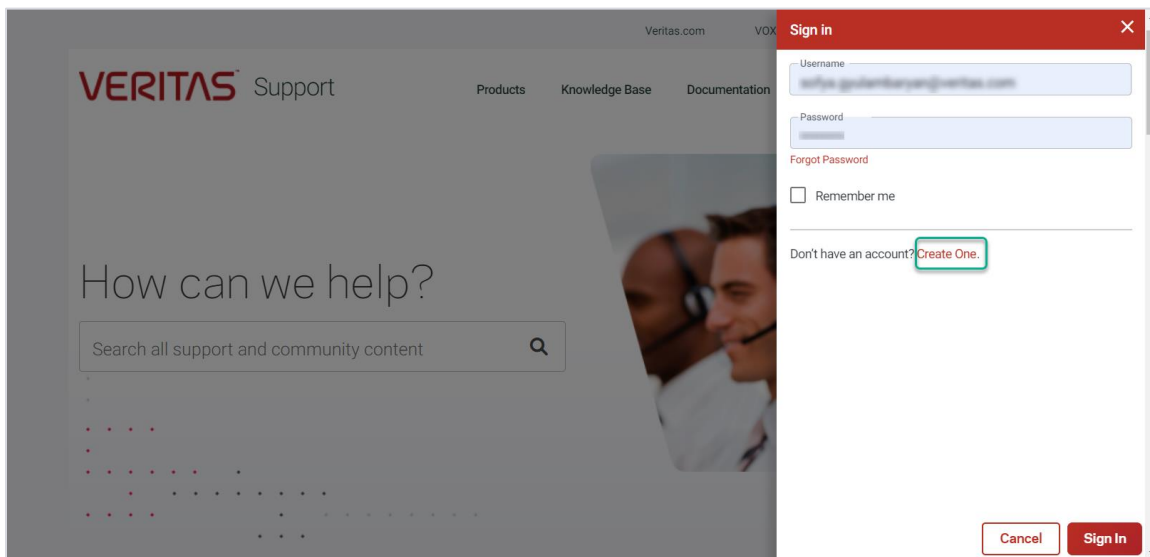 Veritas.com VOX
VERITAS Support
Products Knowledge Base Documentation
How can we help?
Search all support and community content
Sign in
Username
Password
Forgot Password
Remember me
Don't have an account? Create One.
Cancel Sign In